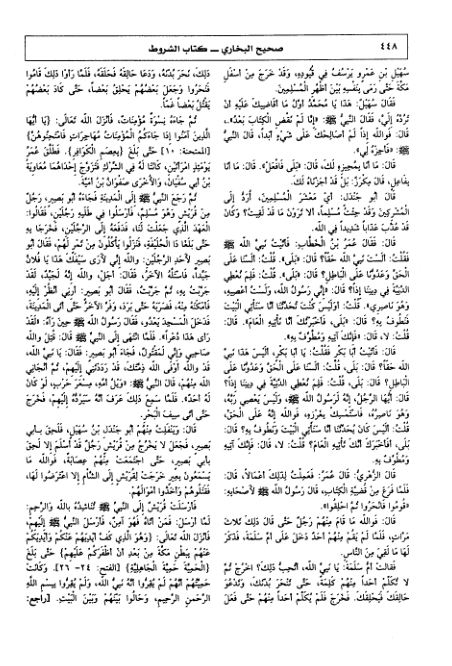 ٤٤٨
صحيح البخاري ــ كتاب الشروط
سُهَيْلِ بْنِ عَمْرٍو يَرْسُفُ فِي قُيُودِهِ، وَقَدْ خَرَجَ مِنْ أَسْفَلِ
مَكَّةَ حَتَّى رَمَى بِنَفْسِهِ بَيْنَ أَظْهُرِ الْمُسْلِمِينَ.
فَقَالَ سُهَيْلٌ: هَذَا يَا مُحَمَّدُ أَوَّلُ مَا أُقَاضِيكَ عَلَيْهِ أَنْ
تَرُدَّهُ إِلَيَّ، فَقَالَ النَّبِيُّ ﷺ: «إِنَّا لَمْ نَقْضِ الْكِتَابَ بَعْدُ»،
قَالَ: فَوَاللهِ إِذاً لَمْ أُصَالِحْكَ عَلَى شَيْءٍ أَبَداً، قَالَ النَّبِيُّ
ﷺ: «فَأَجِزْهُ لِي».
قَالَ: مَا أَنَا بِمُجِيزِهِ لَكَ، قَالَ: «بَلَى فَافْعَلْ». قَالَ: مَا أَنَا
بِفَاعِلٍ، قَالَ مِكْرَزٌ: بَلْ قَدْ أَجَزْنَاهُ لَكَ.
قَالَ أَبُو جَنْدَلٍ: أَيْ مَعْشَرَ الْمُسْلِمِينَ، أُرَدُّ إِلَى
الْمُشْرِكِينَ وَقَدْ جِئْتُ مُسْلِماً، أَلَا تَرَوْنَ مَا قَدْ لَقِيتُ؟ وَكَانَ
قَدْ عُذِّبَ عَذَاباً شَدِيداً فِي اللهِ.
قَالَ: قَالَ عُمَرُ بْنُ الْخَطَّابِ: فَأَتَيْتُ نَبِيَّ اللهِ ﷺ
فَقُلْتُ: أَلَسْتَ نَبِيَّ اللهِ حَقًّا؟ قَالَ: «بَلَى». قُلْتُ: أَلَسْنَا عَلَى
الْحَقِّ وَعَدُوُّنَا عَلَى الْبَاطِلِ؟ قَالَ: «بَلَى». قُلْتُ: فَلِمَ نُعْطِي
الدَّنِيَّةَ فِي دِينِنَا إِذاً؟ قَالَ: «إِنِّي رَسُولُ اللهِ، وَلَسْتُ أَعْصِيهِ،
وَهُوَ نَاصِرِي». قُلْتُ: أَوَلَيْسَ كُنْتَ تُحَدِّثُنَا أَنَّا سَنَأْتِي الْبَيْتَ
فَنَطُوفُ بِهِ؟ قَالَ: «بَلَى، فَأَخْبَرْتُكَ أَنَّا نَأْتِيهِ الْعَامَ». قَالَ:
قُلْتُ: لَا، قَالَ: «فَإِنَّكَ آتِيهِ وَمُطَّوِّفٌ بِهِ».
قَالَ: فَأَتَيْتُ أَبَا بَكْرٍ فَقُلْتُ: يَا أَبَا بَكْرٍ، أَلَيْسَ هَذَا نَبِيَّ
اللهِ حَقًّا؟ قَالَ: بَلَى، قُلْتُ: أَلَسْنَا عَلَى الْحَقِّ وَعَدُوُّنَا عَلَى
الْبَاطِلِ؟ قَالَ: بَلَى، قُلْتُ: فَلِمَ نُعْطِي الدَّنِيَّةَ فِي دِينِنَا إِذاً؟
قَالَ: أَيُّهَا الرَّجُلُ، إِنَّهُ لَرَسُولُ اللهِ ﷺ، وَلَيْسَ يَعْصِي رَبَّهُ،
وَهُوَ نَاصِرُهُ، فَاسْتَمْسِكْ بِغَرْزِهِ، فَوَاللهِ إِنَّهُ عَلَى الْحَقِّ،
قُلْتُ: أَلَيْسَ كَانَ يُحَدِّثُنَا أَنَّا سَنَأْتِي الْبَيْتَ وَنَطُوفُ بِهِ؟ قَالَ:
بَلَى، أَفَأَخْبَرَكَ أَنَّكَ تَأْتِيهِ الْعَامَ؟ قُلْتُ: لَا، قَالَ: فَإِنَّكَ آتِيهِ
وَمُطَّوِّفٌ بِهِ.
قَالَ الزُّهْرِيُّ: قَالَ عُمَرُ: فَعَمِلْتُ لِذَلِكَ أَعْمَالاً، قَالَ:
فَلَمَّا فَرَغَ مِنْ قَضِيَّةِ الْكِتَابِ، قَالَ رَسُولُ اللهِ ﷺ لِأَصْحَابِهِ:
«قُومُوا فَانْحَرُوا ثُمَّ احْلِقُوا».
قَالَ: فَوَاللهِ مَا قَامَ مِنْهُمْ رَجُلٌ حَتَّى قَالَ ذَلِكَ ثَلَاثَ
مَرَّاتٍ، فَلَمَّا لَمْ يَقُمْ مِنْهُمْ أَحَدٌ دَخَلَ عَلَى أُمِّ سَلَمَةَ، فَذَكَرَ
لَهَا مَا لَقِيَ مِنَ النَّاسِ.
فَقَالَتْ أُمُّ سَلَمَةَ: يَا نَبِيَّ اللهِ، أَتُحِبُّ ذَلِكَ؟ اخْرُجْ ثُمَّ
لَا تُكَلِّمْ أَحَداً مِنْهُمْ كَلِمَةً، حَتَّى تَنْحَرَ بُدْنَكَ، وَتَدْعُوَ
حَالِقَكَ فَيَحْلِقَكَ. فَخَرَجَ فَلَمْ يُكَلِّمْ أَحَداً مِنْهُمْ حَتَّى فَعَلَ
ذَلِكَ، نَحَرَ بُدْنَهُ، وَدَعَا حَالِقَهُ فَحَلَقَهُ، فَلَمَّا رَأَوْا ذَلِكَ قَامُوا
فَنَحَرُوا وَجَعَلَ بَعْضُهُمْ يَحْلِقُ بَعْضاً، حَتَّى كَادَ بَعْضُهُمْ
يَقْتُلُ بَعْضاً غَمًّا.
ثُمَّ جَاءَهُ نِسْوَةٌ مُؤْمِنَاتٌ، فَأَنْزَلَ اللهُ تَعَالَى: ﴿يَا أَيُّهَا
الَّذِينَ آمَنُوا إِذَا جَاءَكُمُ الْمُؤْمِنَاتُ مُهَاجِرَاتٍ فَامْتَحِنُوهُنَّ﴾
[الممتحنة: ١٠] حَتَّى بَلَغَ ﴿بِعِصَمِ الْكَوَافِرِ﴾. فَطَلَّقَ عُمَرُ
يَوْمَئِذٍ امْرَأَتَيْنِ، كَانَتَا لَهُ فِي الشِّرْكِ فَتَزَوَّجَ إِحْدَاهُمَا مُعَاوِيَةُ
بْنُ أَبِي سُفْيَانَ، وَالْأُخْرَى صَفْوَانُ بْنُ أُمَيَّةَ.
ثُمَّ رَجَعَ النَّبِيُّ ﷺ إِلَى الْمَدِينَةِ فَجَاءَهُ أَبُو بَصِيرٍ، رَجُلٌ
مِنْ قُرَيْشٍ وَهُوَ مُسْلِمٌ، فَأَرْسَلُوا فِي طَلَبِهِ رَجُلَيْنِ، فَقَالُوا:
الْعَهْدَ الَّذِي جَعَلْتَ لَنَا، فَدَفَعَهُ إِلَى الرَّجُلَيْنِ، فَخَرَجَا بِهِ
حَتَّى بَلَغَا ذَا الْحُلَيْفَةِ، فَنَزَلُوا يَأْكُلُونَ مِنْ تَمْرٍ لَهُمْ، فَقَالَ أَبُو
بَصِيرٍ لِأَحَدِ الرَّجُلَيْنِ: وَاللهِ إِنِّي لَأَرَى سَيْفَكَ هَذَا يَا فُلَانُ
جَيِّداً، فَاسْتَلَّهُ الْآخَرُ، فَقَالَ: أَجَلْ، وَاللهِ إِنَّهُ لَجَيِّدٌ، لَقَدْ
جَرَّبْتُ بِهِ، ثُمَّ جَرَّبْتُ، فَقَالَ أَبُو بَصِيرٍ: أَرِنِي أَنْظُرْ إِلَيْهِ،
فَأَمْكَنَهُ مِنْهُ، فَضَرَبَهُ حَتَّى بَرَدَ، وَفَرَّ الْآخَرُ حَتَّى أَتَى الْمَدِينَةَ،
فَدَخَلَ الْمَسْجِدَ يَعْدُو، فَقَالَ رَسُولُ اللهِ ﷺ حِينَ رَآهُ: «لَقَدْ
رَأَى هَذَا ذُعْراً». فَلَمَّا انْتَهَى إِلَى النَّبِيِّ ﷺ قَالَ: قُتِلَ وَاللهِ
صَاحِبِي وَإِنِّي لَمَقْتُولٌ، فَجَاءَ أَبُو بَصِيرٍ فَقَالَ: يَا نَبِيَّ اللهِ،
قَدْ وَاللهِ أَوْفَى اللهُ ذِمَّتَكَ، قَدْ رَدَدْتَنِي إِلَيْهِمْ، ثُمَّ أَنْجَانِي
اللهُ مِنْهُمْ، قَالَ النَّبِيُّ ﷺ: «وَيْلُ أُمِّهِ، مِسْعَرَ حَرْبٍ، لَوْ كَانَ
لَهُ أَحَدٌ». فَلَمَّا سَمِعَ ذَلِكَ عَرَفَ أَنَّهُ سَيَرُدُّهُ إِلَيْهِمْ، فَخَرَجَ
حَتَّى أَتَى سِيفَ الْبَحْرِ.
قَالَ: وَيَنْفَلِتُ مِنْهُمْ أَبُو جَنْدَلِ بْنُ سُهَيْلٍ، فَلَحِقَ بِأَبِي
بَصِيرٍ، فَجَعَلَ لَا يَخْرُجُ مِنْ قُرَيْشٍ رَجُلٌ قَدْ أَسْلَمَ إِلَّا لَحِقَ
بِأَبِي بَصِيرٍ، حَتَّى اجْتَمَعَتْ مِنْهُمْ عِصَابَةٌ، فَوَاللهِ مَا
يَسْمَعُونَ بِعِيرٍ خَرَجَتْ لِقُرَيْشٍ إِلَى الشَّأْمِ إِلَّا اعْتَرَضُوا لَهَا،
فَقَتَلُوهُمْ وَأَخَذُوا أَمْوَالَهُمْ.
فَأَرْسَلَتْ قُرَيْشٌ إِلَى النَّبِيِّ ﷺ تُنَاشِدُهُ بِاللهِ وَالرَّحِمِ:
لَمَّا أَرْسَلَ: فَمَنْ أَتَاهُ فَهُوَ آمِنٌ، فَأَرْسَلَ النَّبِيُّ ﷺ إِلَيْهِمْ،
فَأَنْزَلَ اللهُ تَعَالَى: ﴿وَهُوَ الَّذِي كَفَّ أَيْدِيَهُمْ عَنْكُمْ وَأَيْدِيَكُمْ
عَنْهُمْ بِبَطْنِ مَكَّةَ مِنْ بَعْدِ أَنْ أَظْفَرَكُمْ عَلَيْهِمْ﴾ حَتَّى بَلَغَ
﴿الْحَمِيَّةَ حَمِيَّةَ الْجَاهِلِيَّةِ﴾ [الفتح: ٢٤- ٢٦]. وَكَانَتْ
حَمِيَّتُهُمْ أَنَّهُمْ لَمْ يُقِرُّوا أَنَّهُ نَبِيُّ اللهِ، وَلَمْ يُقِرُّوا بِبِسْمِ اللهِ
الرَّحْمَنِ الرَّحِيمِ، وَحَالُوا بَيْنَهُمْ وَبَيْنَ الْبَيْتِ. [راجع: